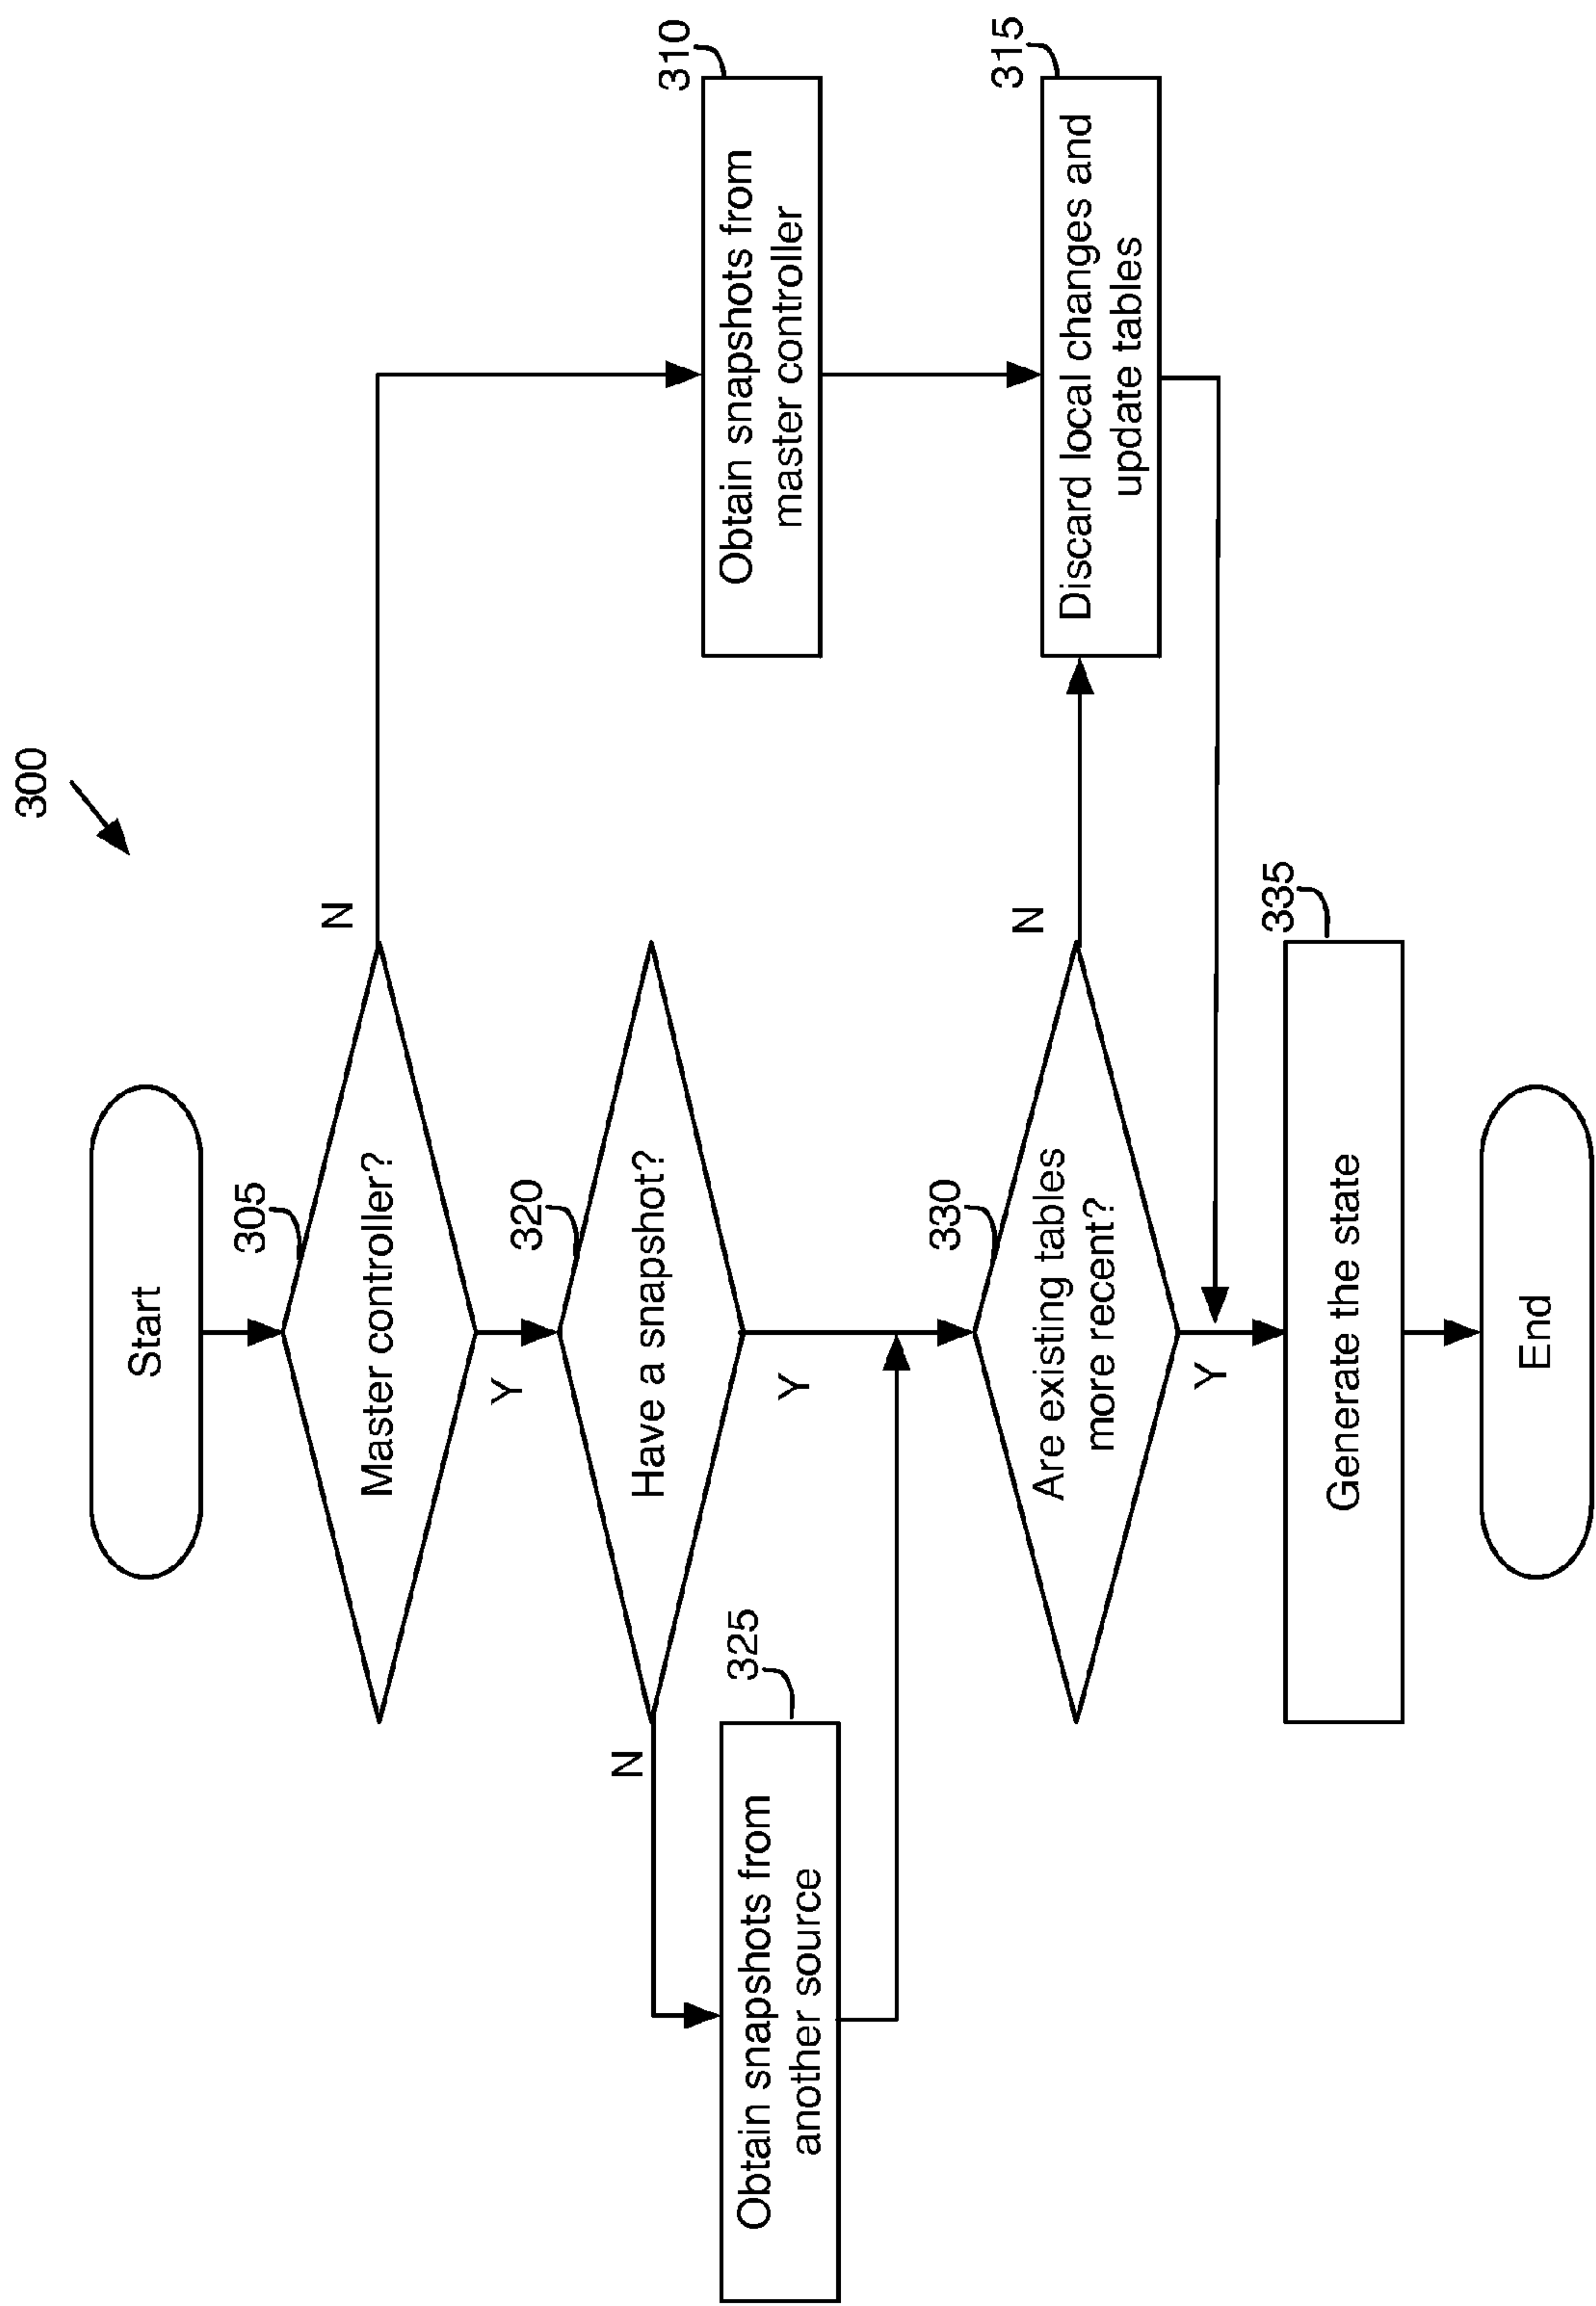 300
Start
305
Master controller?
N
Y
320
Have a snapshot?
N
Y
310
Obtain snapshots from
master controller
325
Obtain snapshots from
another source
330
Are existing tables
more recent?
N
Y
315
Discard local changes and
update tables
335
Generate the state
End